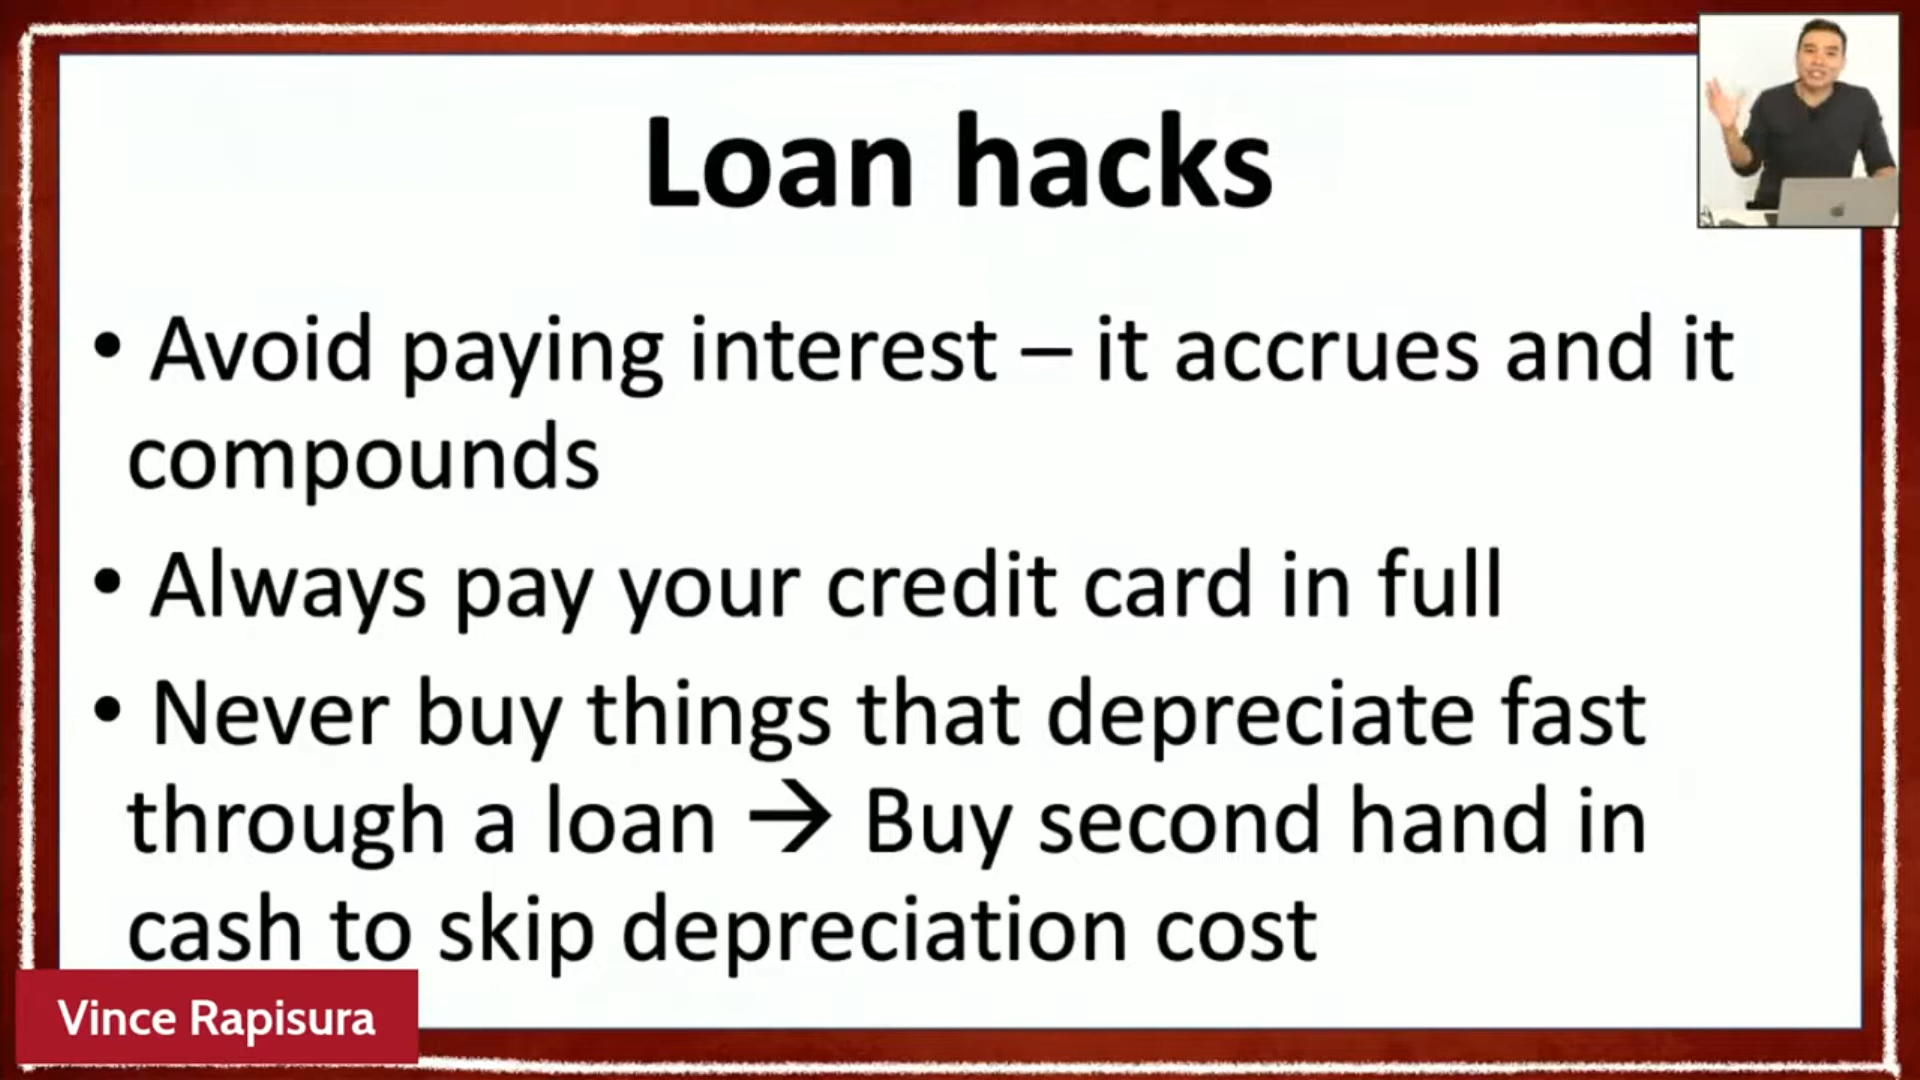 Loan hacks
• Avoid paying interest – it accrues and it
compounds
• Always pay your credit card in full
• Never buy things that depreciate fast
through a loan → Buy second hand in
cash to skip depreciation cost
Vince Rapisura